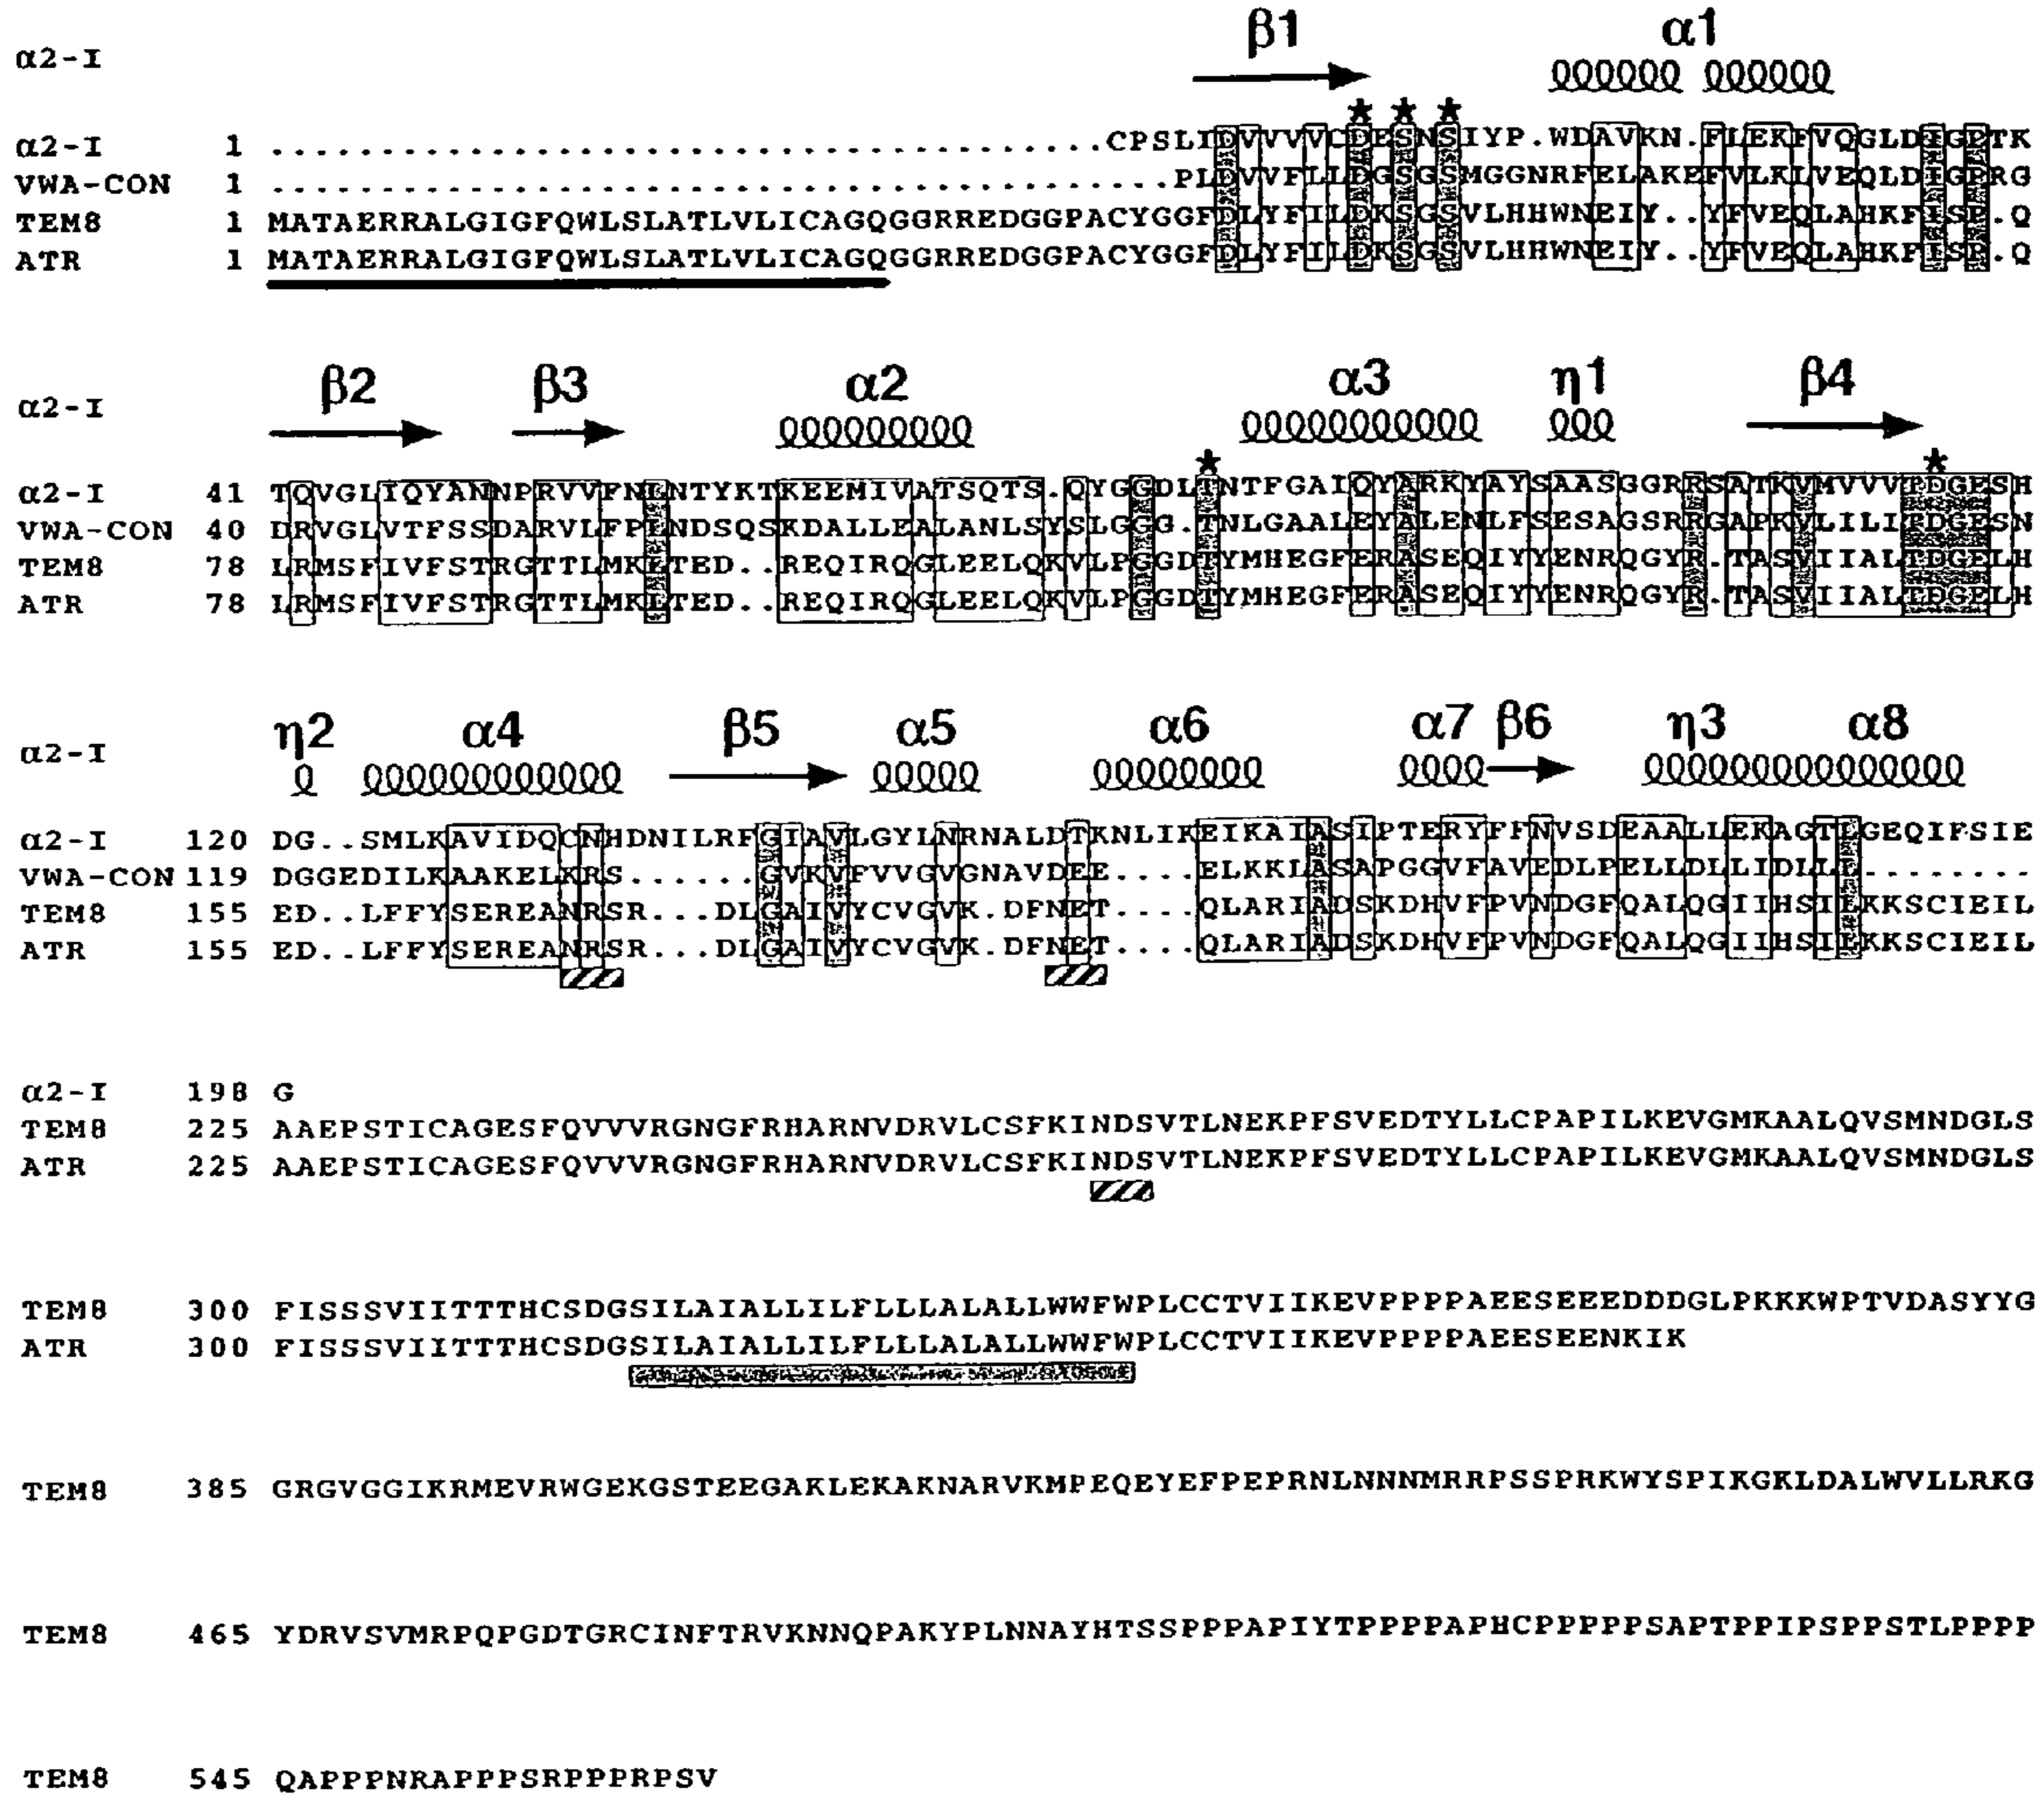 β1 α1
α2-I
★ ★ ★
α2-I 1 ......................................CPSLIDVVVVCDESNSIYP.WDAVKN.FLEKFVQGLDIGPTK
VWA-CON 1 .........................................PLDVVFLLDGSGSMGGNRFELAKEFVLKLVEQLDIGPRG
TEM8 1 MATAERRALGIGFQWLSLATLVLICAGQGGRREDGGPACYGGFDLYFILDKSGSVLHHWNEIY..YFVEQLAHKFISP.Q
ATR 1 MATAERRALGIGFQWLSLATLVLICAGQGGRREDGGPACYGGFDLYFILDKSGSVLHHWNEIY..YFVEQLAHKFISP.Q
β2 β3 α2 α3 η1 β4
α2-I
★ ★
α2-I 41 TQVGLIQYANNPRVVFNLNTYKTKEEMIVATSQTS.QYGGDLTNTFGAIQYARKYAYSAASGGRRSATKVMVVVTDGESH
VWA-CON 40 DRVGLVTFSSDARVLFPLNDSQSKDALLEALANLSYSLGGG.TNLGAALEYALENLFSESAGSRRGAPKVLILITDGESN
TEM8 78 LRMSFIVFSTRGTTLMKLTED..REQIRQGLEELQKVLPGGDTYMHEGFERASEQIYYENRQGYR.TASVIIALTDGELH
ATR 78 LRMSFIVFSTRGTTLMKLTED..REQIRQGLEELQKVLPGGDTYMHEGFERASEQIYYENRQGYR.TASVIIALTDGELH
η2 α4 β5 α5 α6 α7 β6 η3 α8
α2-I
α2-I 120 DG..SMLKAVIDQCNHDNILRFGIAVLGYLNRNALDTKNLIKEIKAIASIPTERYFFNVSDEAALLEKAGTLGEQIFSIE
VWA-CON 119 DGGEDILKAAKELKRS......GVKVFVVGVGNAVDEE....ELKKLASAPGGVFAVEDLPELLDLLIDLLE........
TEM8 155 ED..LFFYSEREANRSR...DLGAIVYCVGVK.DFNET....QLARIADSKDHVFPVNDGFQALQGIIHSILKKSCIEIL
ATR 155 ED..LFFYSEREANRSR...DLGAIVYCVGVK.DFNET....QLARIADSKDHVFPVNDGFQALQGIIHSILKKSCIEIL
α2-I 198 G
TEM8 225 AAEPSTICAGESFQVVVRGNGFRHARNVDRVLCSFKINDSVTLNEKPFSVEDTYLLCPAPILKEVGMKAALQVSMNDGLS
ATR 225 AAEPSTICAGESFQVVVRGNGFRHARNVDRVLCSFKINDSVTLNEKPFSVEDTYLLCPAPILKEVGMKAALQVSMNDGLS
TEM8 300 FISSSVIITTTHCSDGSILAIALLILFLLLALALLWWFWPLCCTVIIKEVPPPPAEESEEEDDDGLPKKKWPTVDASYYG
ATR 300 FISSSVIITTTHCSDGSILAIALLILFLLLALALLWWFWPLCCTVIIKEVPPPPAEESEENKIK
TEM8 385 GRGVGGIKRMEVRWGEKGSTEEGAKLEKAKNARVKMPEQEYEFPEPRNLNNNMRRPSSPRKWYSPIKGKLDALWVLLRKG
TEM8 465 YDRVSVMRPQPGDTGRCINFTRVKNNQPAKYPLNNAYHTSSPPPAPIYTPPPPAPHCPPPPPSAPTPPIPSPPSTLPPPP
TEM8 545 QAPPPNRAPPPSRPPPRPSV